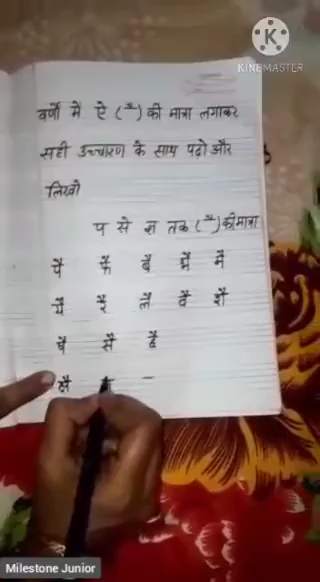 KINEMASTER
वर्णो में ऐ (ै) की मात्रा लगाकर
सही उच्चारण के साथ पढ़ो और
लिखो
प से ज्ञ तक (ै) की मात्रा
पै फै बै भै मै
यै रै लै वै शै
षै सै है
क्षै
Milestone Junior